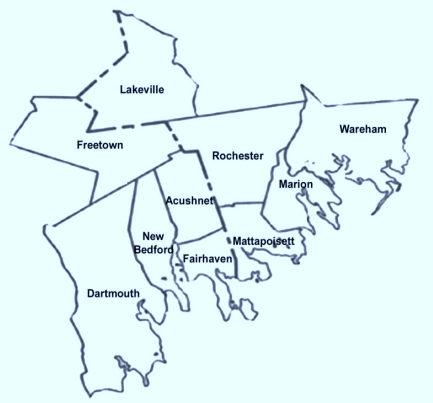 Lakeville
Wareham
Freetown
Rochester
Marion
Acushnet
New
Bedford
Mattapoisett
Fairhaven
Dartmouth